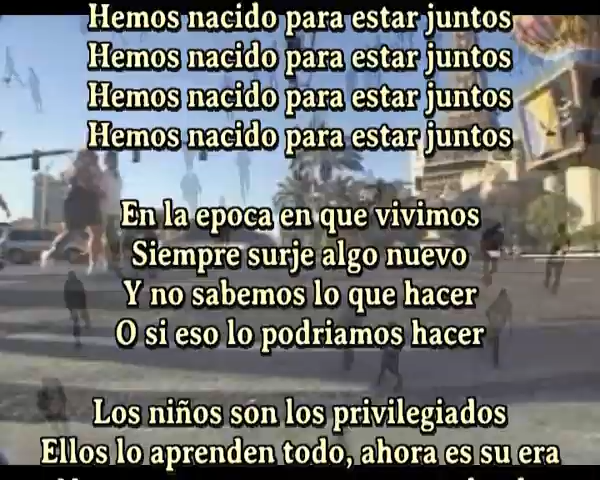 Hemos nacido para estar juntos
Hemos nacido para estar juntos
Hemos nacido para estar juntos
Hemos nacido para estar juntos
En la epoca en que vivimos
Siempre surje algo nuevo
Y no sabemos lo que hacer
O si eso lo podriamos hacer
Los niños son los privilegiados
Ellos lo aprenden todo, ahora es su era